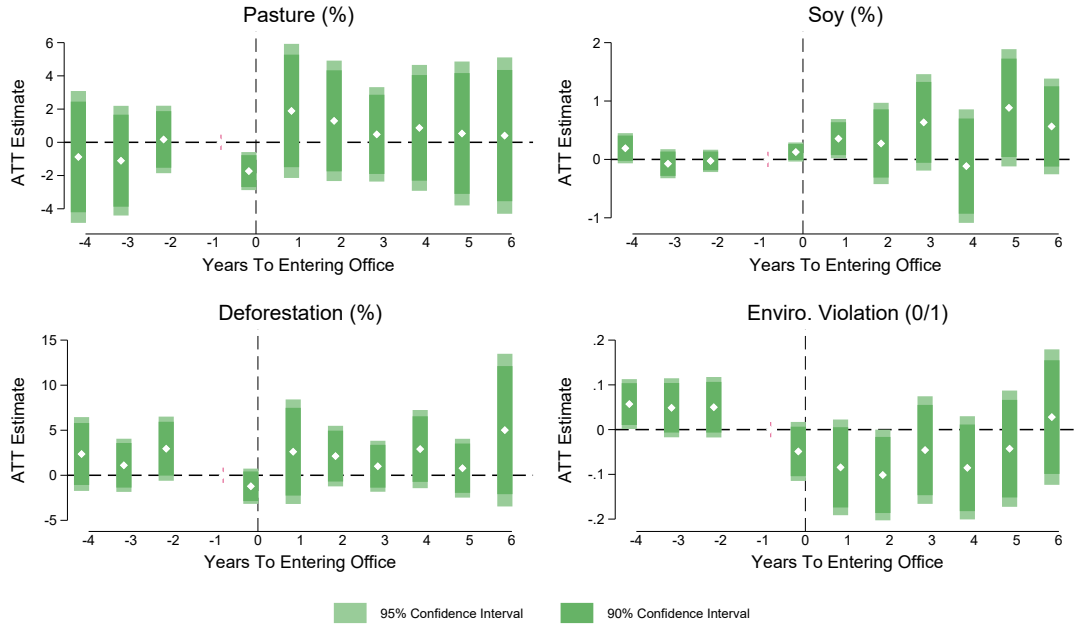 Pasture (%)
Soy (%)
6
4
2
0
-2
-4
ATT Estimate
-4 -3 -2 -1 0 1 2 3 4 5 6
Years To Entering Office
2
1
0
-1
ATT Estimate
-4 -3 -2 -1 0 1 2 3 4 5 6
Years To Entering Office
Deforestation (%)
Enviro. Violation (0/1)
15
10
5
0
-5
ATT Estimate
-4 -3 -2 -1 0 1 2 3 4 5 6
Years To Entering Office
.2
.1
0
-.1
-.2
ATT Estimate
-4 -3 -2 -1 0 1 2 3 4 5 6
Years To Entering Office
95% Confidence Interval
90% Confidence Interval